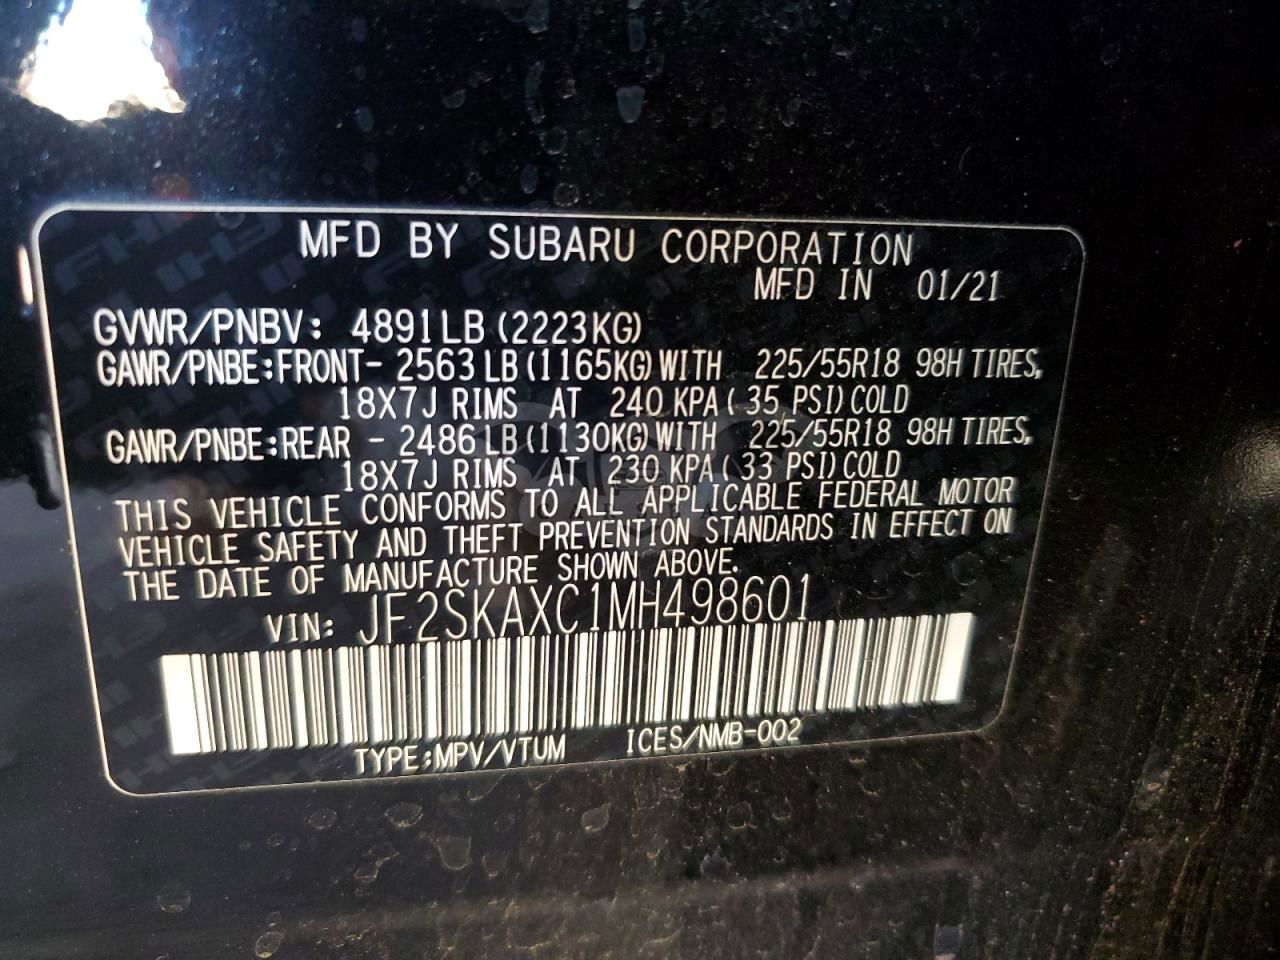 MFD BY SUBARU CORPORATION
MFD IN 01/21
GVWR/PNBV: 4891LB (2223KG)
GAWR/PNBE:FRONT- 2563 LB (1165KG) WITH 225/55R18 98H TIRES,
18X7J RIMS AT 240 KPA ( 35 PSI) COLD
GAWR/PNBE:REAR - 2486 LB (1130KG) WITH 225/55R18 98H TIRES,
18X7J RIMS AT 230 KPA ( 33 PSI) COLD
THIS VEHICLE CONFORMS TO ALL APPLICABLE FEDERAL MOTOR
VEHICLE SAFETY AND THEFT PREVENTION STANDARDS IN EFFECT ON
THE DATE OF MANUFACTURE SHOWN ABOVE.
VIN: JF2SKAXC1MH498601
TYPE:MPV/VTUM ICES/NMB-002